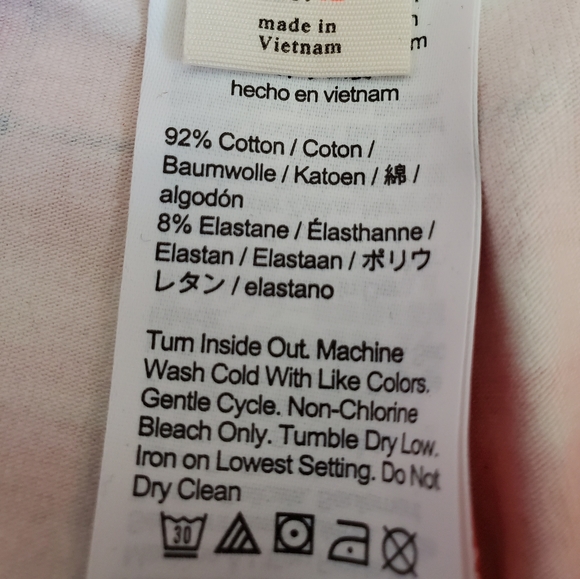 made in
Vietnam
n
m
hecho en vietnam
92% Cotton / Coton /
Baumwolle / Katoen / 綿 /
algodón
8% Elastane / Élasthanne /
Elastan / Elastaan / ポリウ
レタン / elastano
Turn Inside Out. Machine
Wash Cold With Like Colors.
Gentle Cycle. Non-Chlorine
Bleach Only. Tumble Dry Low.
Iron on Lowest Setting. Do Not
Dry Clean
30